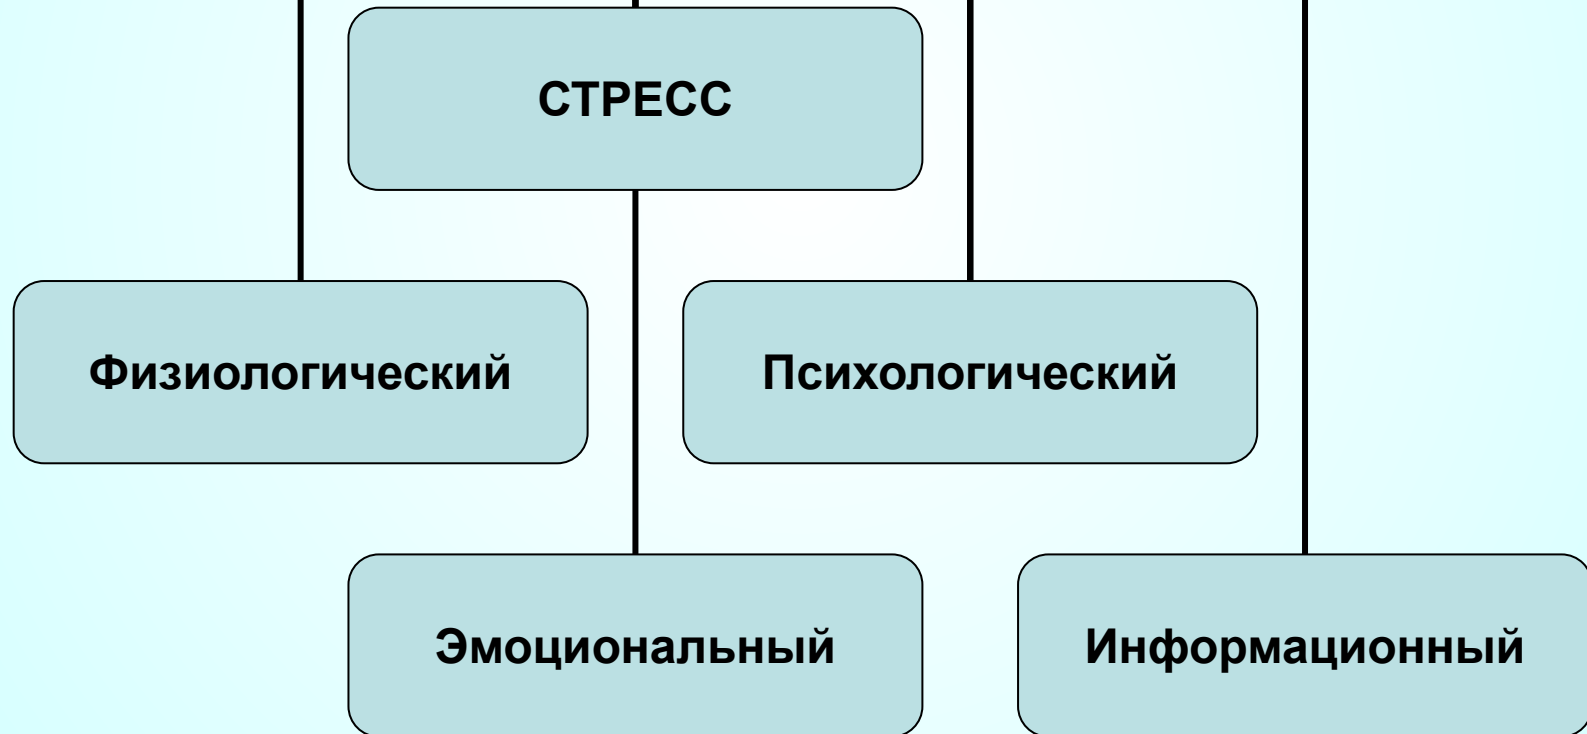 СТРЕСС
Физиологический
Психологический
Эмоциональный
Информационный